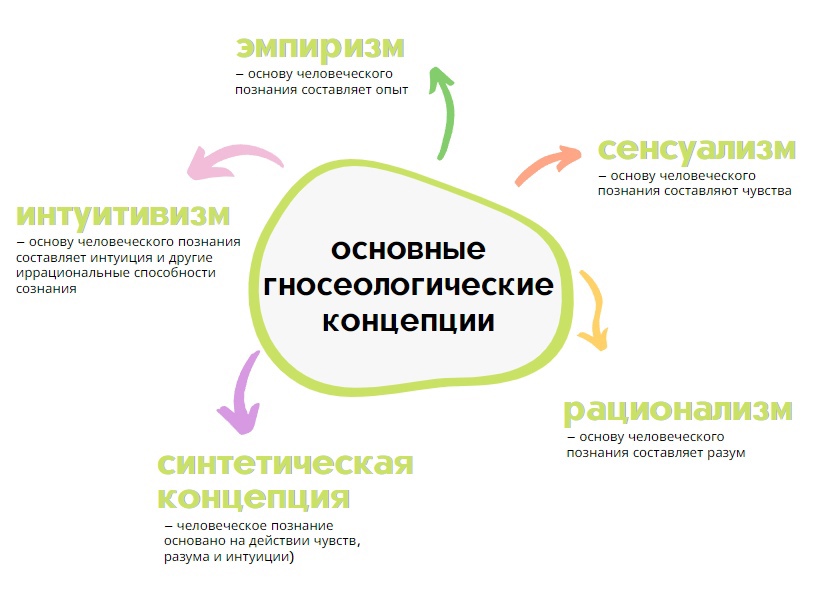 эмпиризм
– основу человеческого
познания составляет опыт
сенсуализм
– основу человеческого
познания составляют чувства
интуитивизм
– основу человеческого познания
составляет интуиция и другие
иррациональные способности
сознания
основные
гносеологические
концепции
рационализм
– основу человеческого
познания составляет разум
синтетическая
концепция
– человеческое познание
основано на действии чувств,
разума и интуиции)